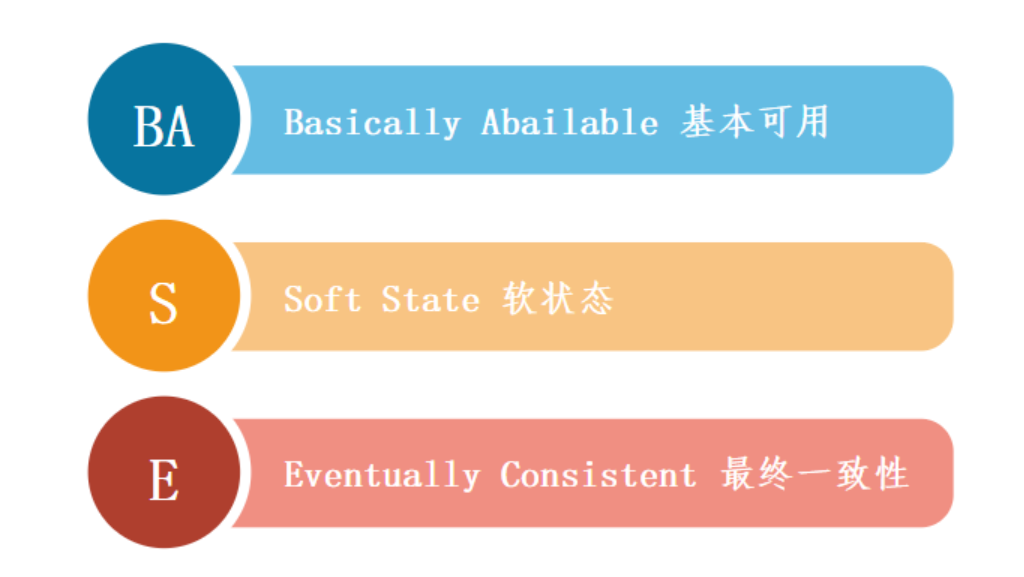 BA
Basically Abailable 基本可用
S
Soft State 软状态
E
Eventually Consistent 最终一致性